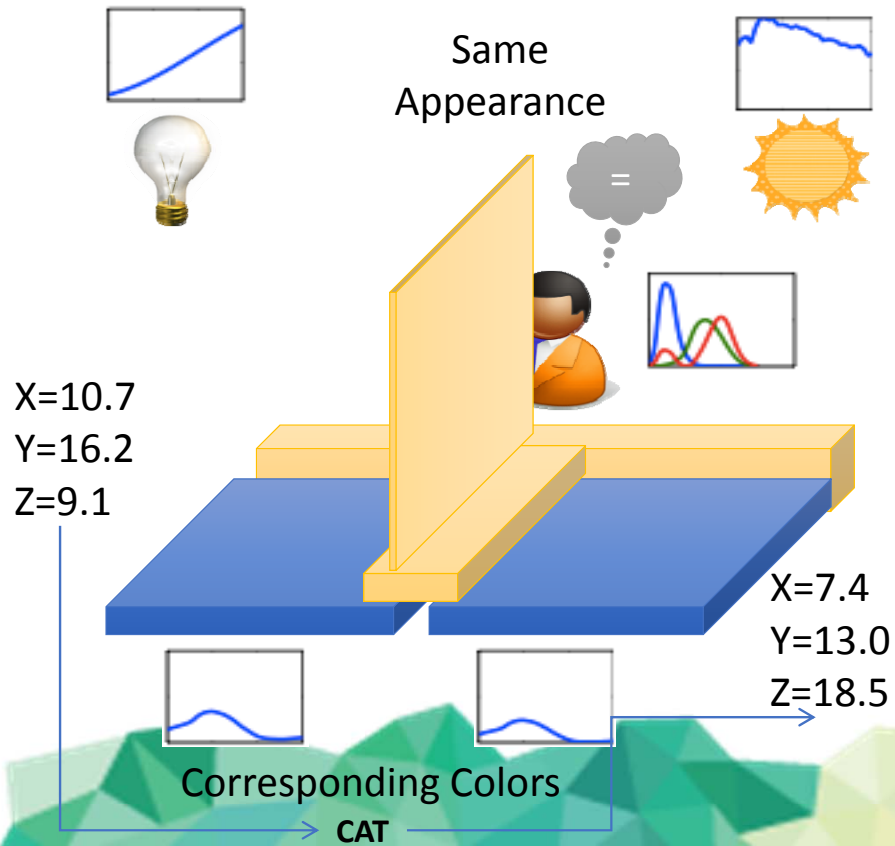 Same
Appearance
=
X=10.7
Y=16.2
Z=9.1
X=7.4
Y=13.0
Z=18.5
Corresponding Colors
CAT